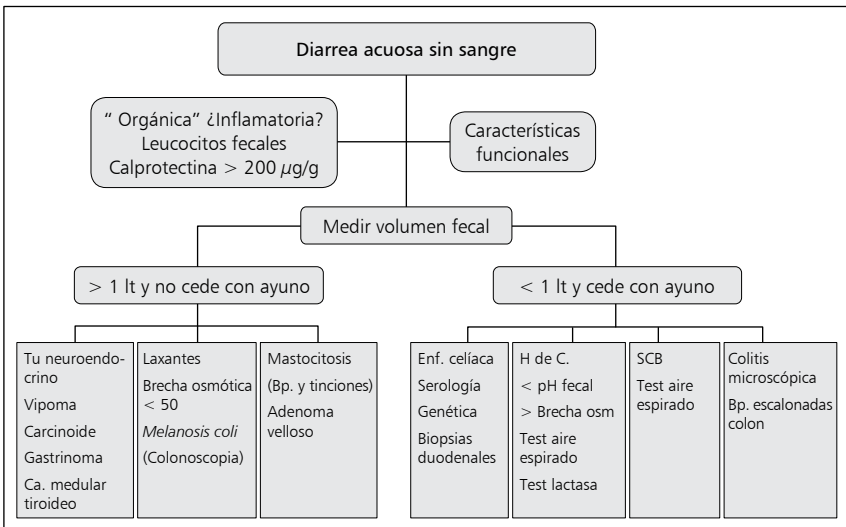 Diarrea acuosa sin sangre
“ Orgánica” ¿Inflamatoria?
Leucocitos fecales
Calprotectina > 200 µg/g
Características
funcionales
Medir volumen fecal
> 1 lt y no cede con ayuno
< 1 lt y cede con ayuno
Tu neuroendo-
crino
Vipoma
Carcinoide
Gastrinoma
Ca. medular
tiroideo
Laxantes
Brecha osmótica
< 50
Melanosis coli
(Colonoscopia)
Mastocitosis
(Bp. y tinciones)
Adenoma
velloso
Enf. celíaca
Serología
Genética
Biopsias
duodenales
H de C.
< pH fecal
> Brecha osm
Test aire
espirado
Test lactasa
SCB
Test aire
espirado
Colitis
microscópica
Bp. escalonadas
colon